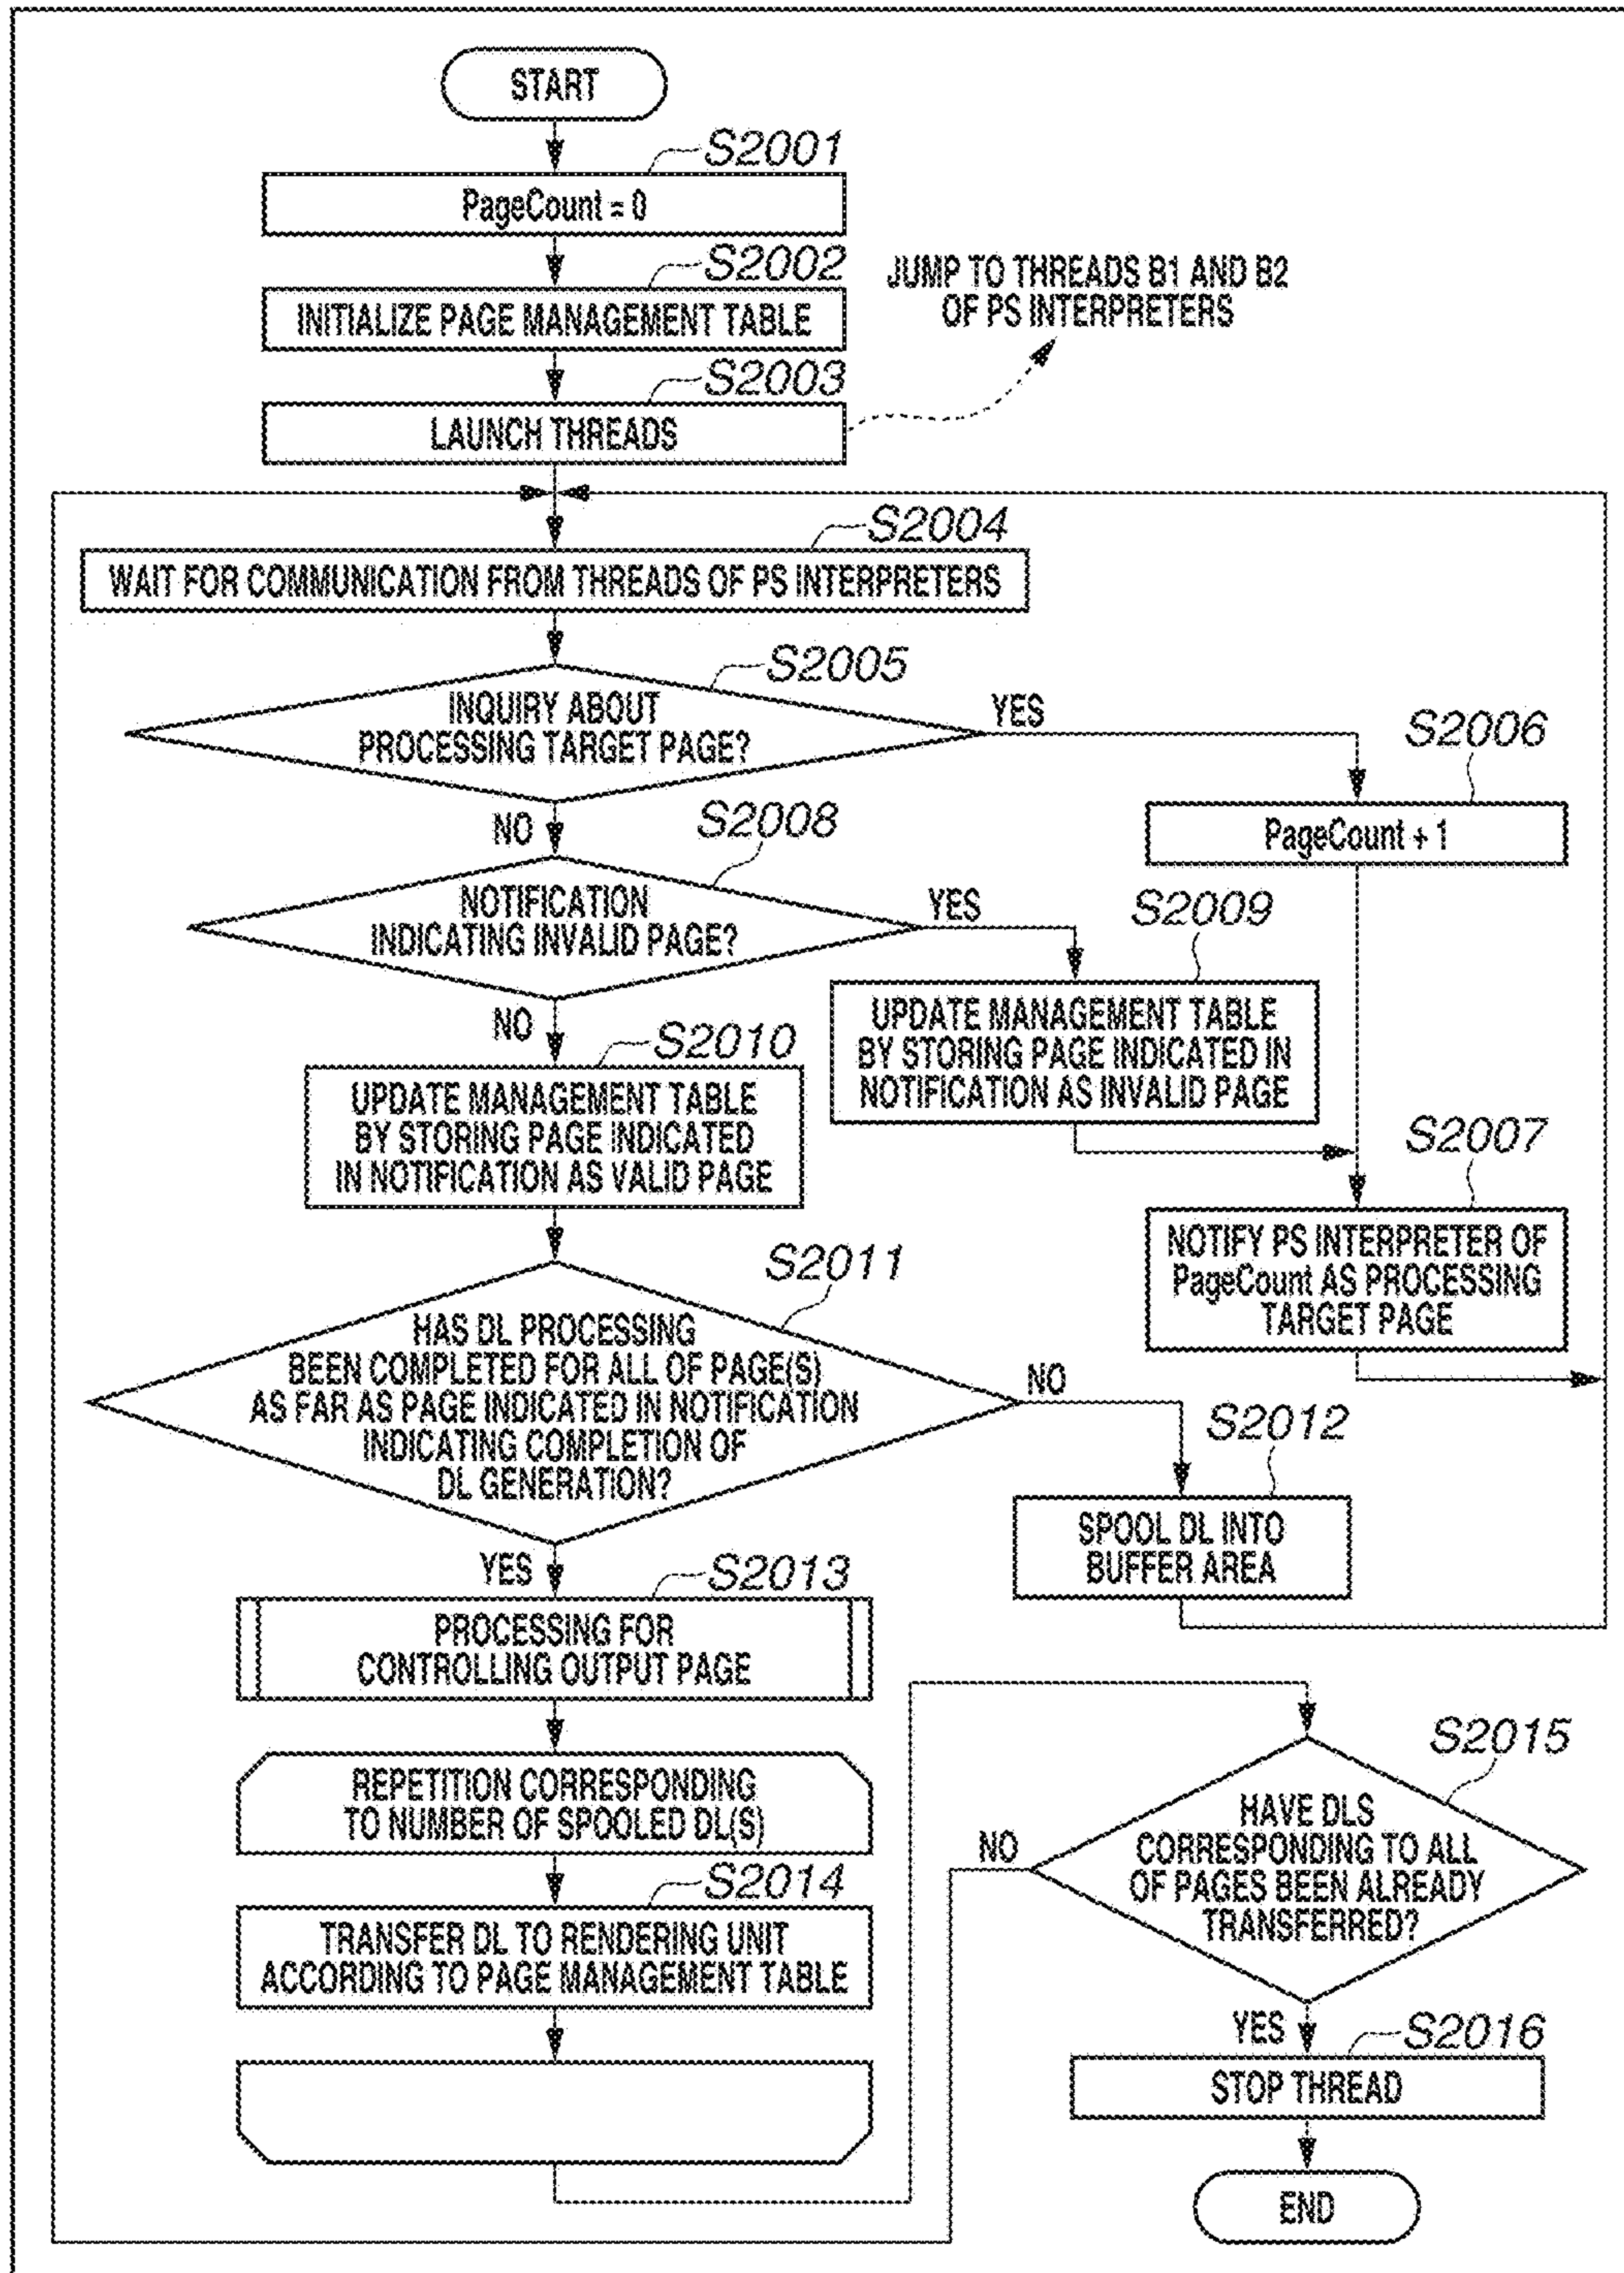 START
S2001
PageCount = 0
S2002
INITIALIZE PAGE MANAGEMENT TABLE
JUMP TO THREADS B1 AND B2
OF PS INTERPRETERS
S2003
LAUNCH THREADS
S2004
WAIT FOR COMMUNICATION FROM THREADS OF PS INTERPRETERS
S2005
INQUIRY ABOUT
PROCESSING TARGET PAGE?
YES
S2006
PageCount + 1
NO
S2008
NOTIFICATION
INDICATING INVALID PAGE?
YES
S2009
UPDATE MANAGEMENT TABLE
BY STORING PAGE INDICATED IN
NOTIFICATION AS INVALID PAGE
NO
S2010
UPDATE MANAGEMENT TABLE
BY STORING PAGE INDICATED
IN NOTIFICATION AS VALID PAGE
S2007
NOTIFY PS INTERPRETER OF
PageCount AS PROCESSING
TARGET PAGE
S2011
HAS DL PROCESSING
BEEN COMPLETED FOR ALL OF PAGE(S)
AS FAR AS PAGE INDICATED IN NOTIFICATION
INDICATING COMPLETION OF
DL GENERATION?
NO
S2012
SPOOL DL INTO
BUFFER AREA
YES
S2013
PROCESSING FOR
CONTROLLING OUTPUT PAGE
REPETITION CORRESPONDING
TO NUMBER OF SPOOLED DL(S)
S2014
TRANSFER DL TO RENDERING UNIT
ACCORDING TO PAGE MANAGEMENT TABLE
S2015
HAVE DLS
CORRESPONDING TO ALL
OF PAGES BEEN ALREADY
TRANSFERRED?
NO
YES
S2016
STOP THREAD
END